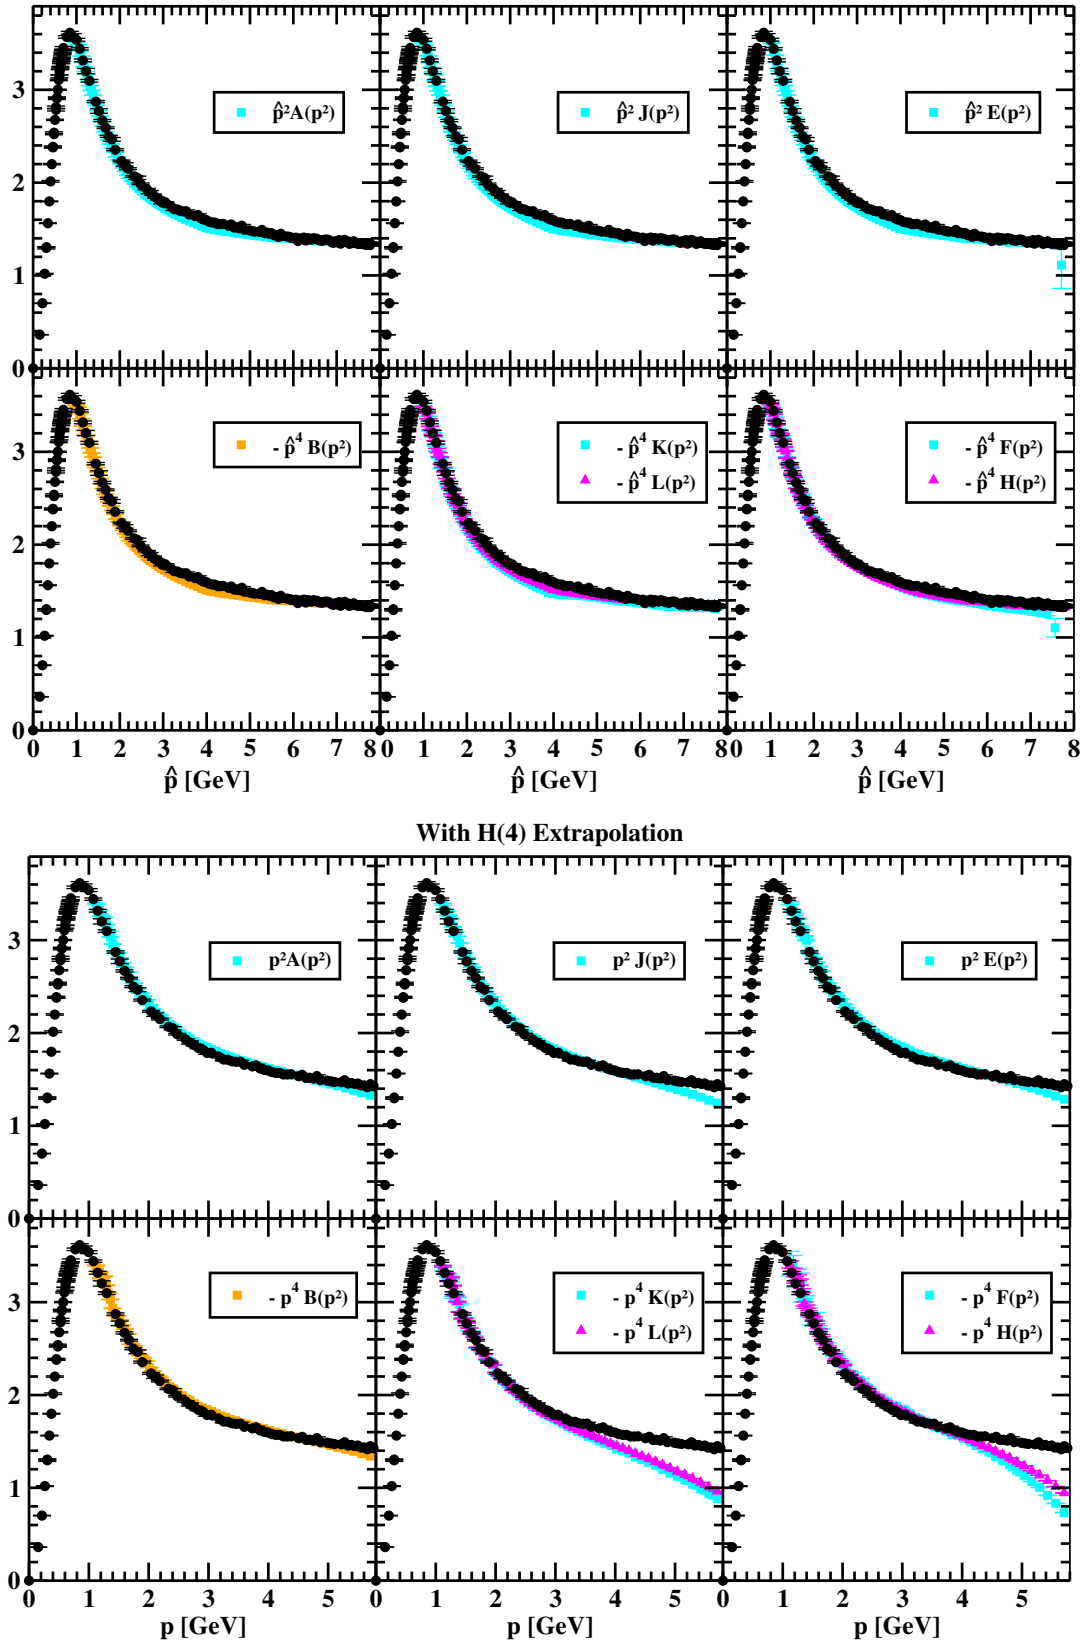 3
2
1
0
p̂²A(p²)
p̂² J(p²)
p̂² E(p²)
3
2
1
0
- p̂⁴ B(p²)
- p̂⁴ K(p²)
- p̂⁴ L(p²)
- p̂⁴ F(p²)
- p̂⁴ H(p²)
0 1 2 3 4 5 6 7 8 0 1 2 3 4 5 6 7 8 0 1 2 3 4 5 6 7 8
p̂ [GeV] p̂ [GeV] p̂ [GeV]
With H(4) Extrapolation
3
2
1
0
p²A(p²)
p² J(p²)
p² E(p²)
3
2
1
0
- p⁴ B(p²)
- p⁴ K(p²)
- p⁴ L(p²)
- p⁴ F(p²)
- p⁴ H(p²)
0 1 2 3 4 5 0 1 2 3 4 5 0 1 2 3 4 5
p [GeV] p [GeV] p [GeV]